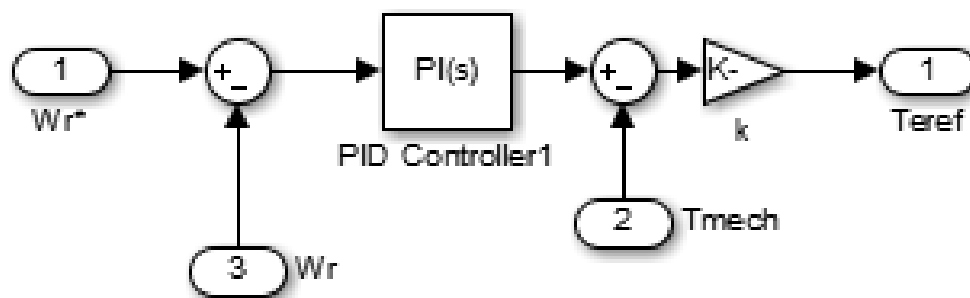 1
Wr*
+
−
PI(s)
PID Controller1
+
−
K-
k
1
Teref
2
Tmech
3
Wr